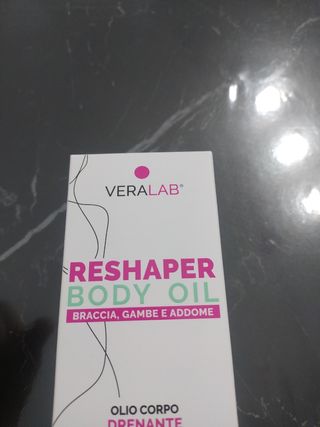 VERALAB®
RESHAPER
BODY OIL
BRACCIA, GAMBE E ADDOME
OLIO CORPO
DRENANTE